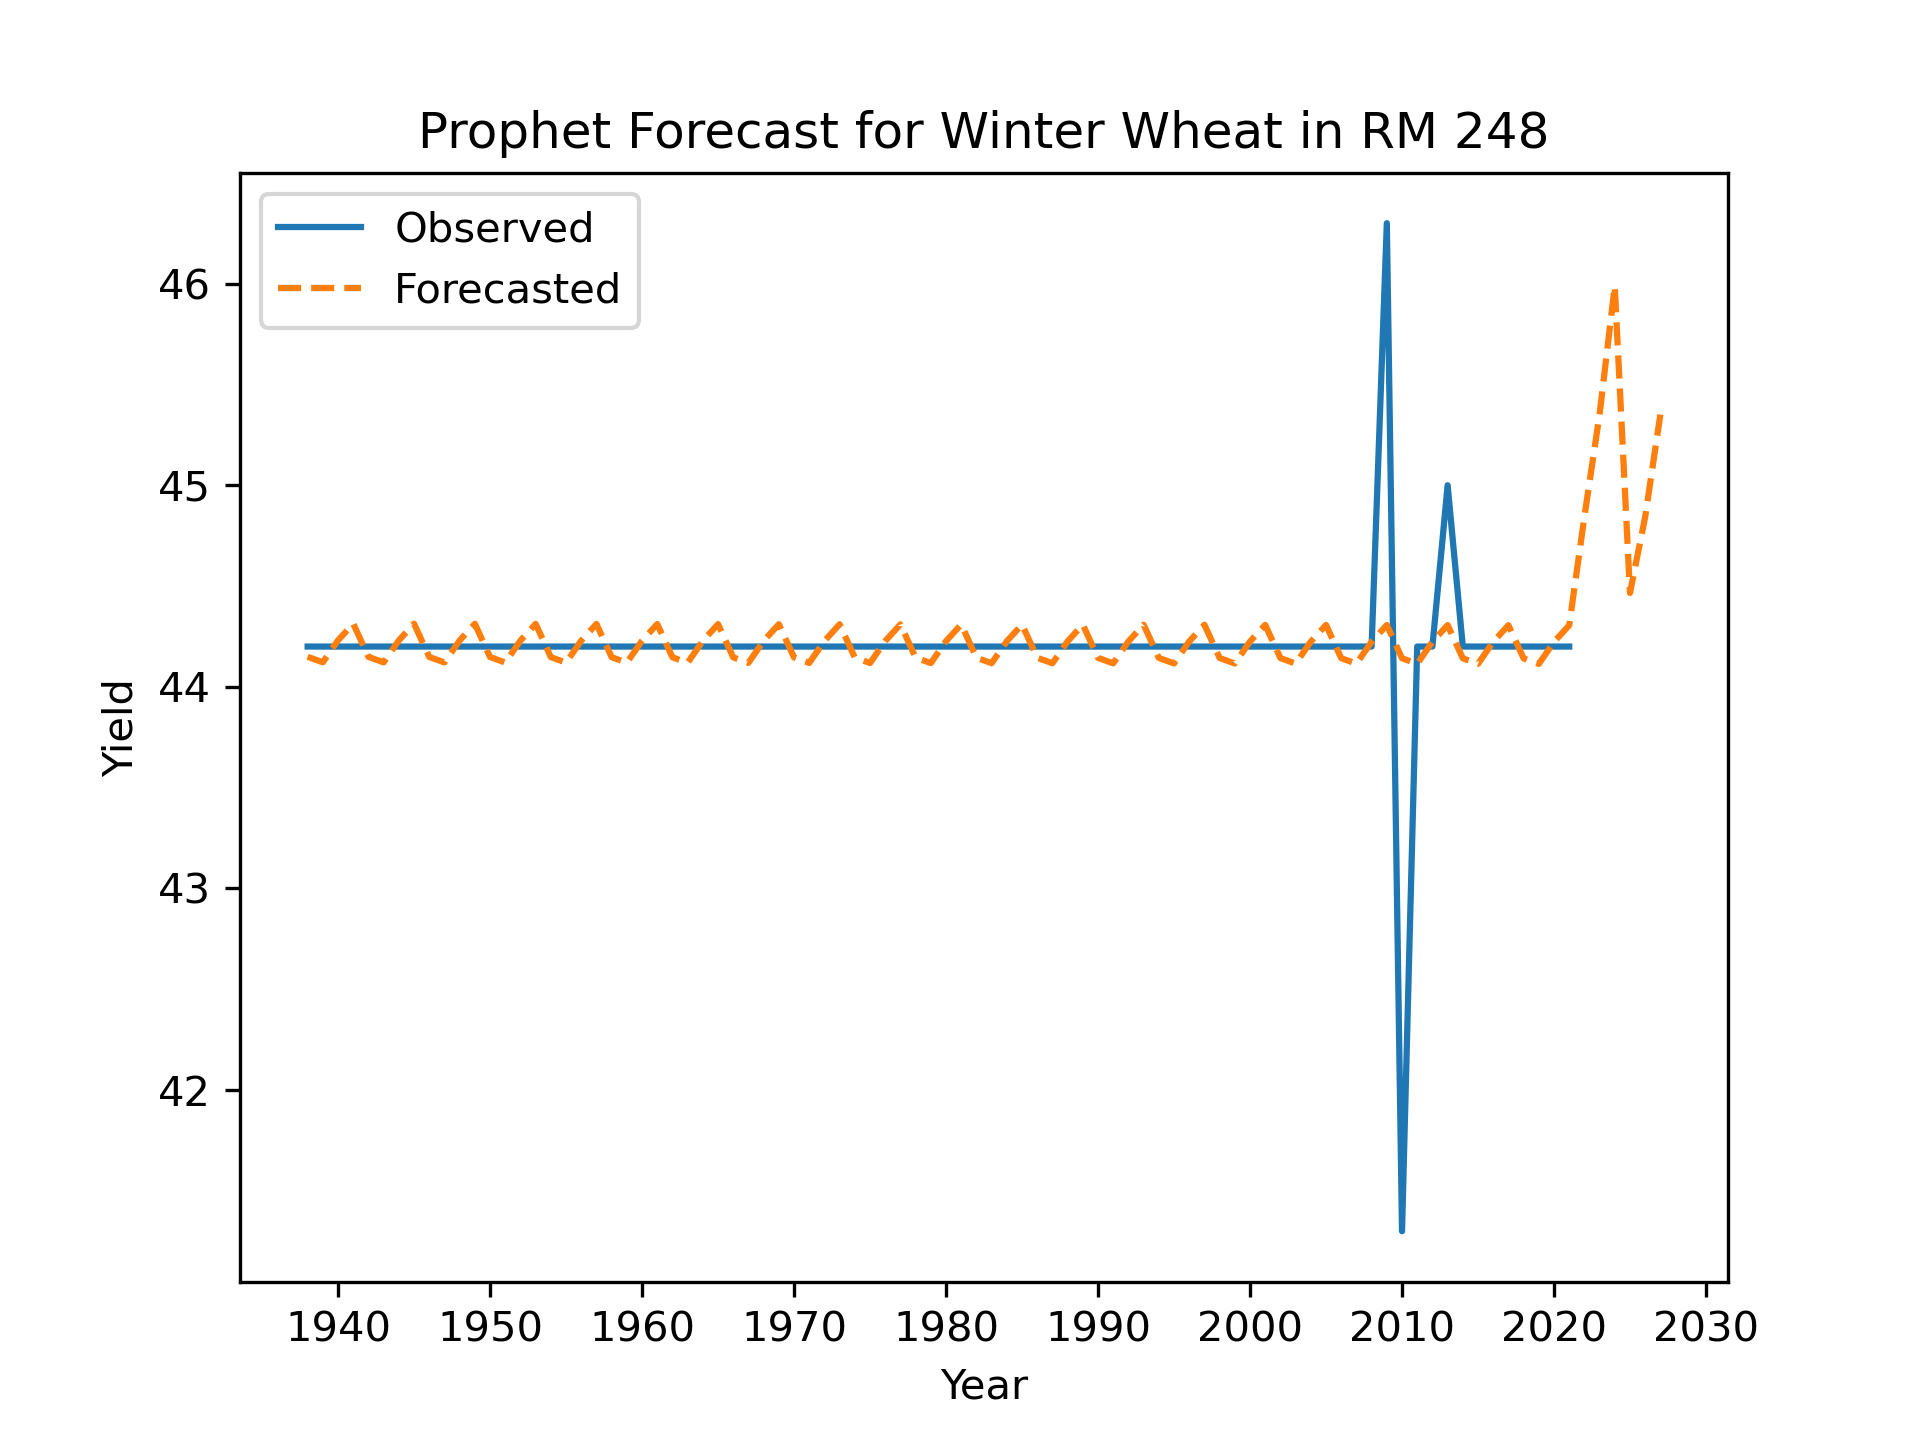 Prophet Forecast for Winter Wheat in RM 248
Observed
Forecasted
46
45
44
43
42
Yield
1940 1950 1960 1970 1980 1990 2000 2010 2020 2030
Year